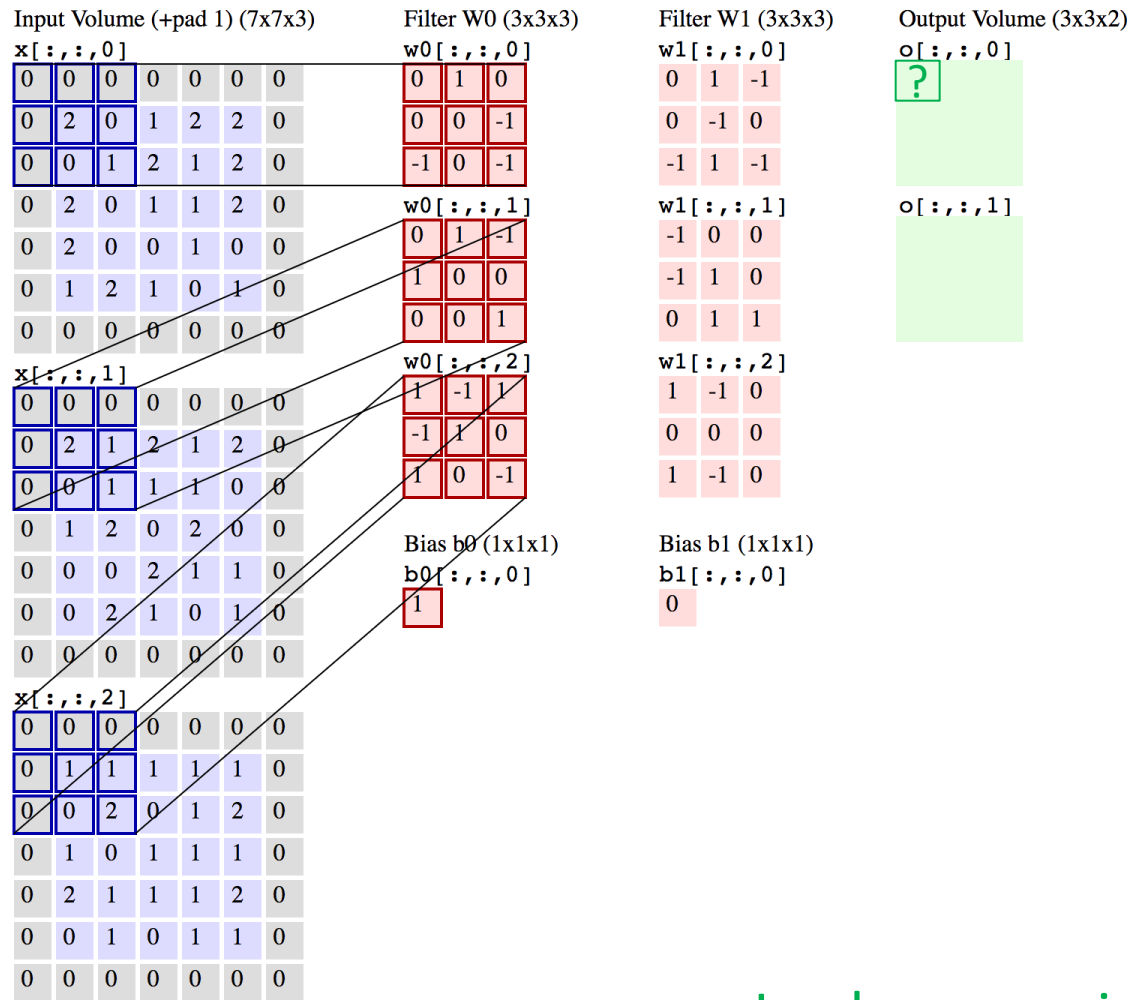 Input Volume (+pad 1) (7x7x3)
x[:,:,0]
0 0 0 0 0 0 0
0 2 0 1 2 2 0
0 0 1 2 1 2 0
0 2 0 1 1 2 0
0 2 0 0 1 0 0
0 1 2 1 0 1 0
0 0 0 0 0 0 0
x[:,:,1]
0 0 0 0 0 0 0
0 2 1 2 1 2 0
0 0 1 1 1 0 0
0 1 2 0 2 0 0
0 0 0 2 1 1 0
0 0 2 1 0 1 0
0 0 0 0 0 0 0
x[:,:,2]
0 0 0 0 0 0 0
0 1 1 1 1 1 0
0 0 2 0 1 2 0
0 1 0 1 1 1 0
0 2 1 1 1 2 0
0 0 1 0 1 1 0
0 0 0 0 0 0 0
Filter W0 (3x3x3)
w0[:,:,0]
0 1 0
0 0 -1
-1 0 -1
w0[:,:,1]
0 1 -1
1 0 0
0 0 1
w0[:,:,2]
1 -1 1
-1 1 0
1 0 -1
Bias b0 (1x1x1)
b0[:,:,0]
1
Filter W1 (3x3x3)
w1[:,:,0]
0 1 -1
0 -1 0
-1 1 -1
w1[:,:,1]
-1 0 0
-1 1 0
0 1 1
w1[:,:,2]
1 -1 0
0 0 0
1 -1 0
Bias b1 (1x1x1)
b1[:,:,0]
0
Output Volume (3x3x2)
o[:,:,0]
?
o[:,:,1]